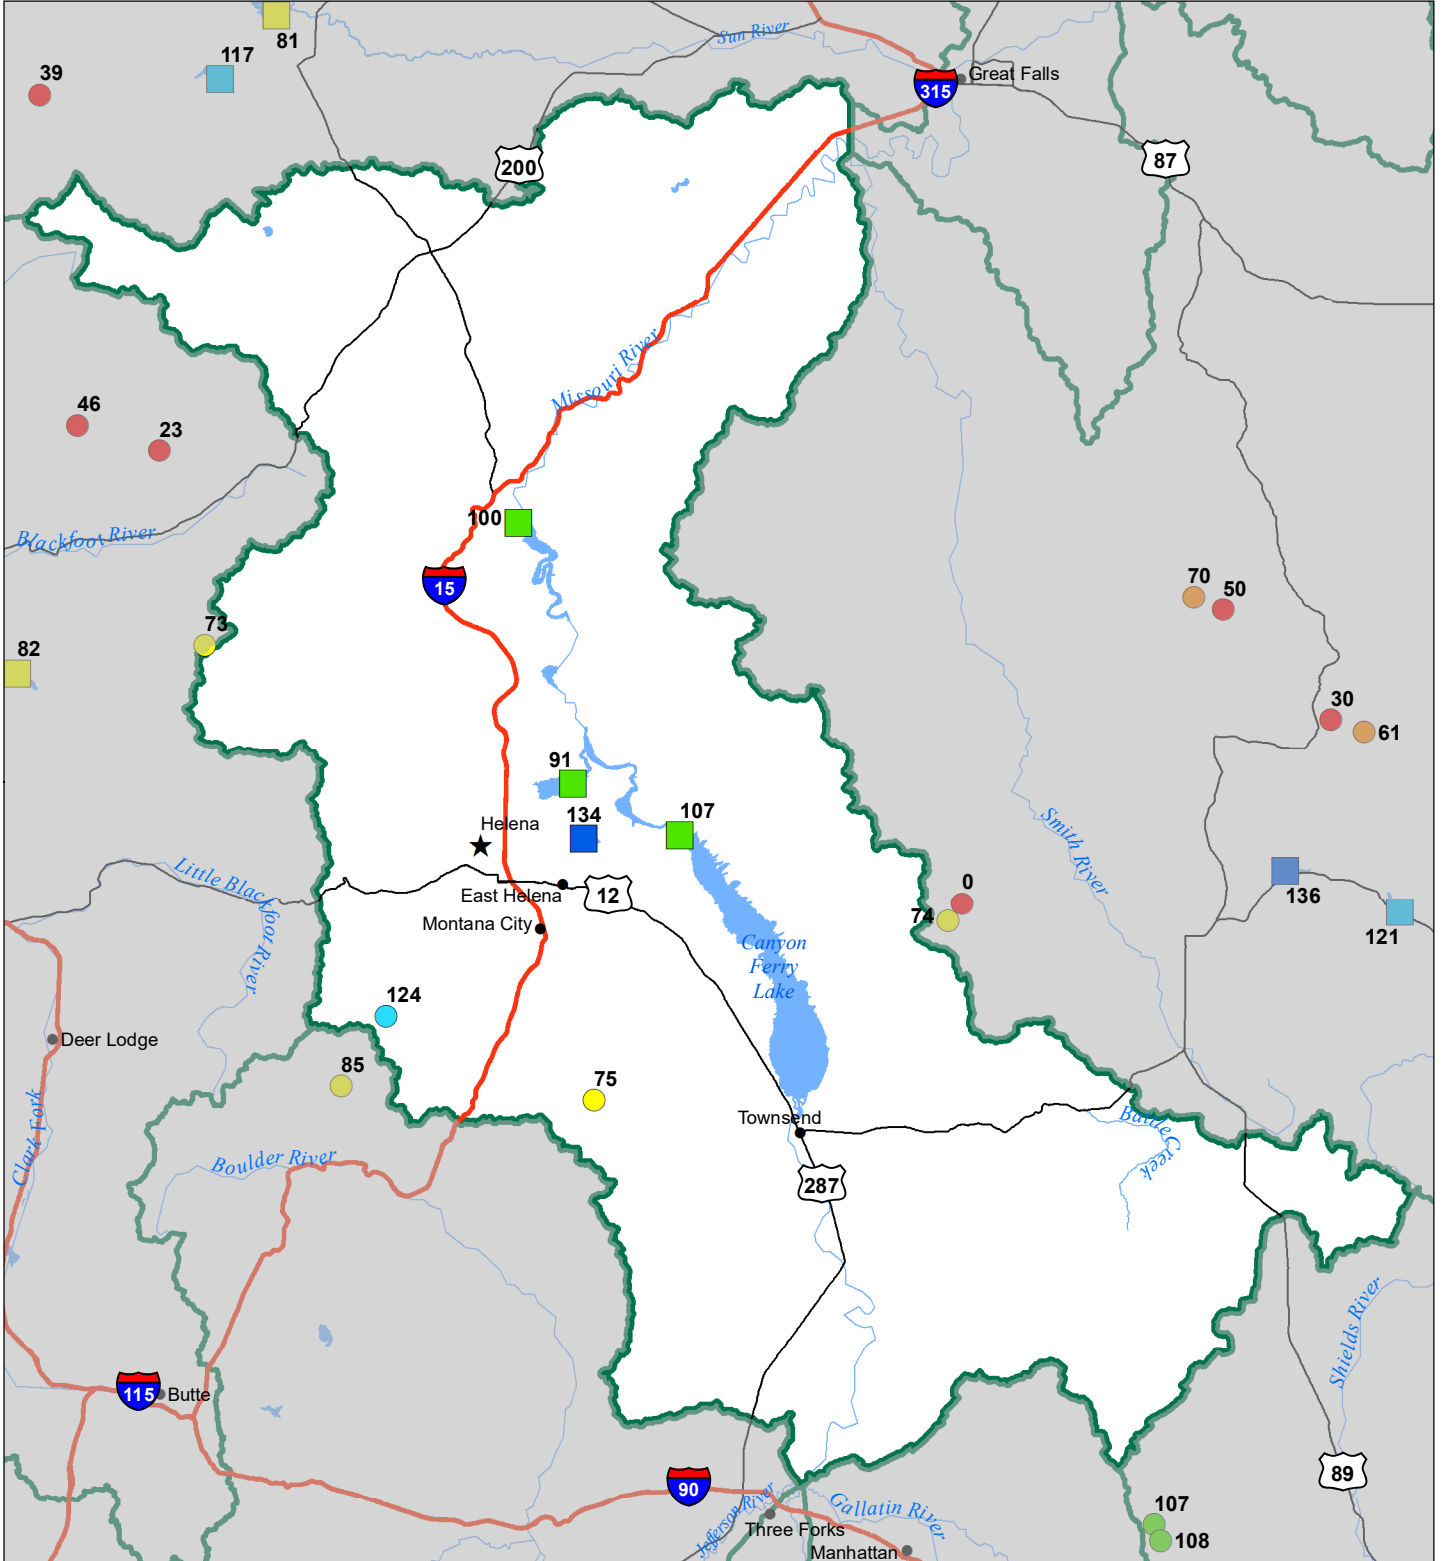 81
117
39
Sun River
315
Great Falls
200
87
Missouri River
46
23
100
Blackfoot River
15
70
50
73
82
30
61
91
134
107
Helena
Smith River
Little Blackfoot River
East Helena
12
0
74
136
121
Montana City
Canyon
Ferry
Lake
124
Deer Lodge
85
75
Townsend
Battle Creek
Clark Fork
Boulder River
287
Shields River
115
Butte
90
89
Jefferson River
Gallatin River
Three Forks
Manhattan
107
108